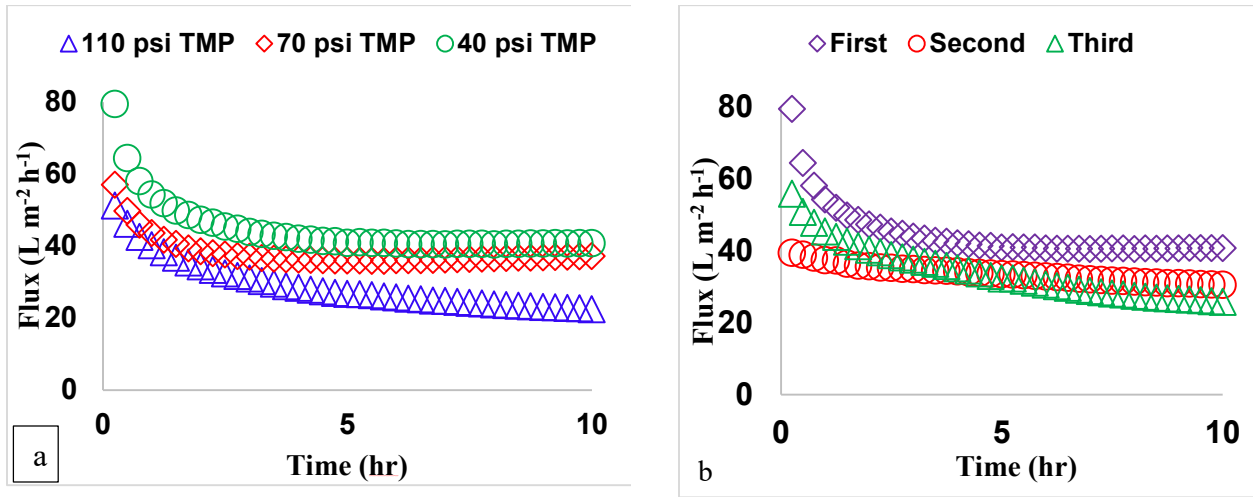 110 psi TMP 70 psi TMP 40 psi TMP
80
60
40
20
0
Flux (L m⁻² h⁻¹)
0 5 10
Time (hr)
a
First Second Third
80
60
40
20
0
Flux (L m⁻² h⁻¹)
0 5 10
Time (hr)
b